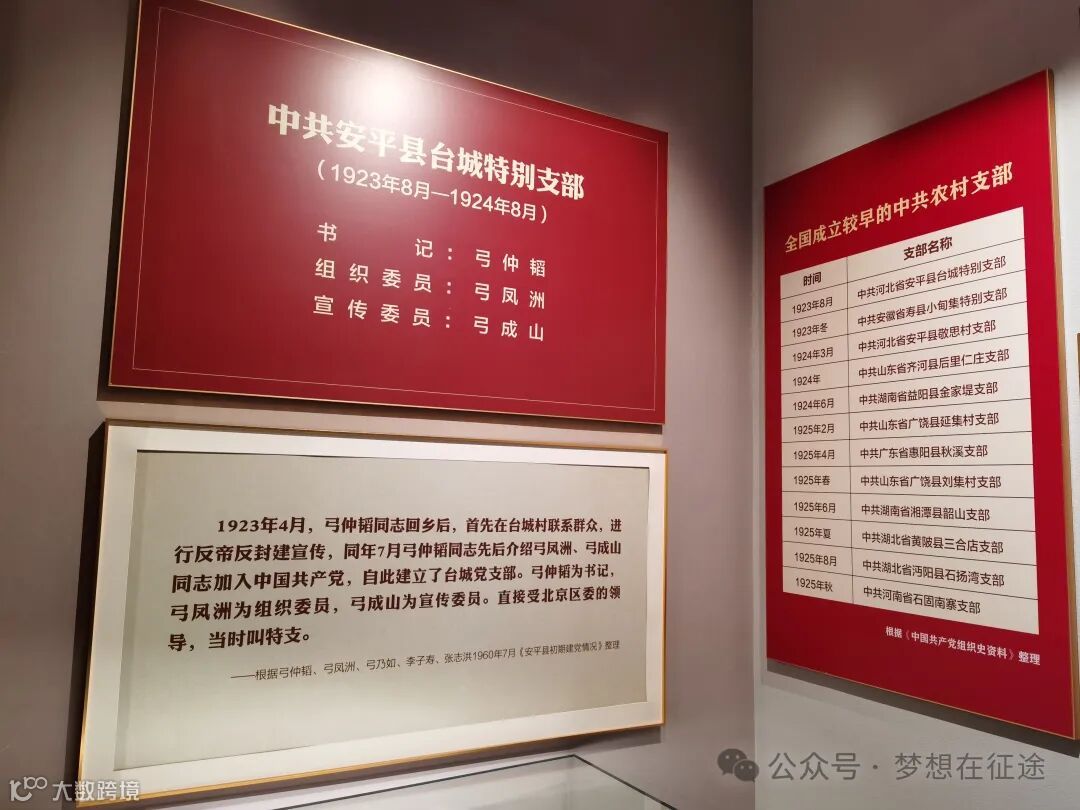 中共安平县台城特别支部
（1923年8月—1924年8月）
书记：弓仲韬
组织委员：弓凤洲
宣传委员：弓成山
1923年4月，弓仲韬同志回乡后，首先在台城村联系群众，进
行反帝反封建宣传，同年7月弓仲韬同志先后介绍弓凤洲、弓成山
同志加入中国共产党，自此建立了台城党支部。弓仲韬为书记，
弓凤洲为组织委员，弓成山为宣传委员。直接受北京区委的领
导，当时叫特支。
——根据弓仲韬、弓凤洲、弓乃如、李子寿、张志洪1960年7月《安平县初期建党情况》整理
全国成立较早的中共农村支部
时间 支部名称
1923年8月 中共河北省安平县台城特别支部
1923年冬 中共安徽省寿县小甸集特别支部
1924年3月 中共河北省安平县敬思村支部
1924年 中共山东省齐河县后里仁庄支部
1924年6月 中共湖南省益阳县金家堤支部
1925年2月 中共山东省广饶县延集村支部
1925年4月 中共广东省惠阳县秋溪支部
1925年春 中共山东省广饶县刘集村支部
1925年6月 中共湖南省湘潭县韶山支部
1925年夏 中共湖北省黄陂县三合店支部
1925年8月 中共湖北省沔阳县石扬湾支部
1925年秋 中共河南省石固南寨支部
根据《中国共产党组织史资料》整理
公众号·梦想在征途
大数跨境